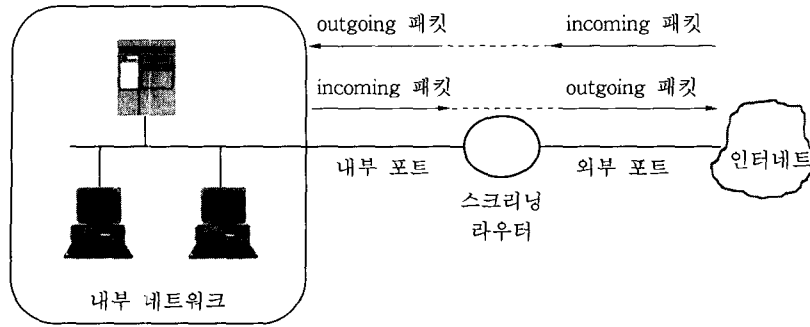 outgoing 패킷
incoming 패킷
incoming 패킷
outgoing 패킷
내부 포트
외부 포트
인터네트
스크리닝
라우터
내부 네트워크